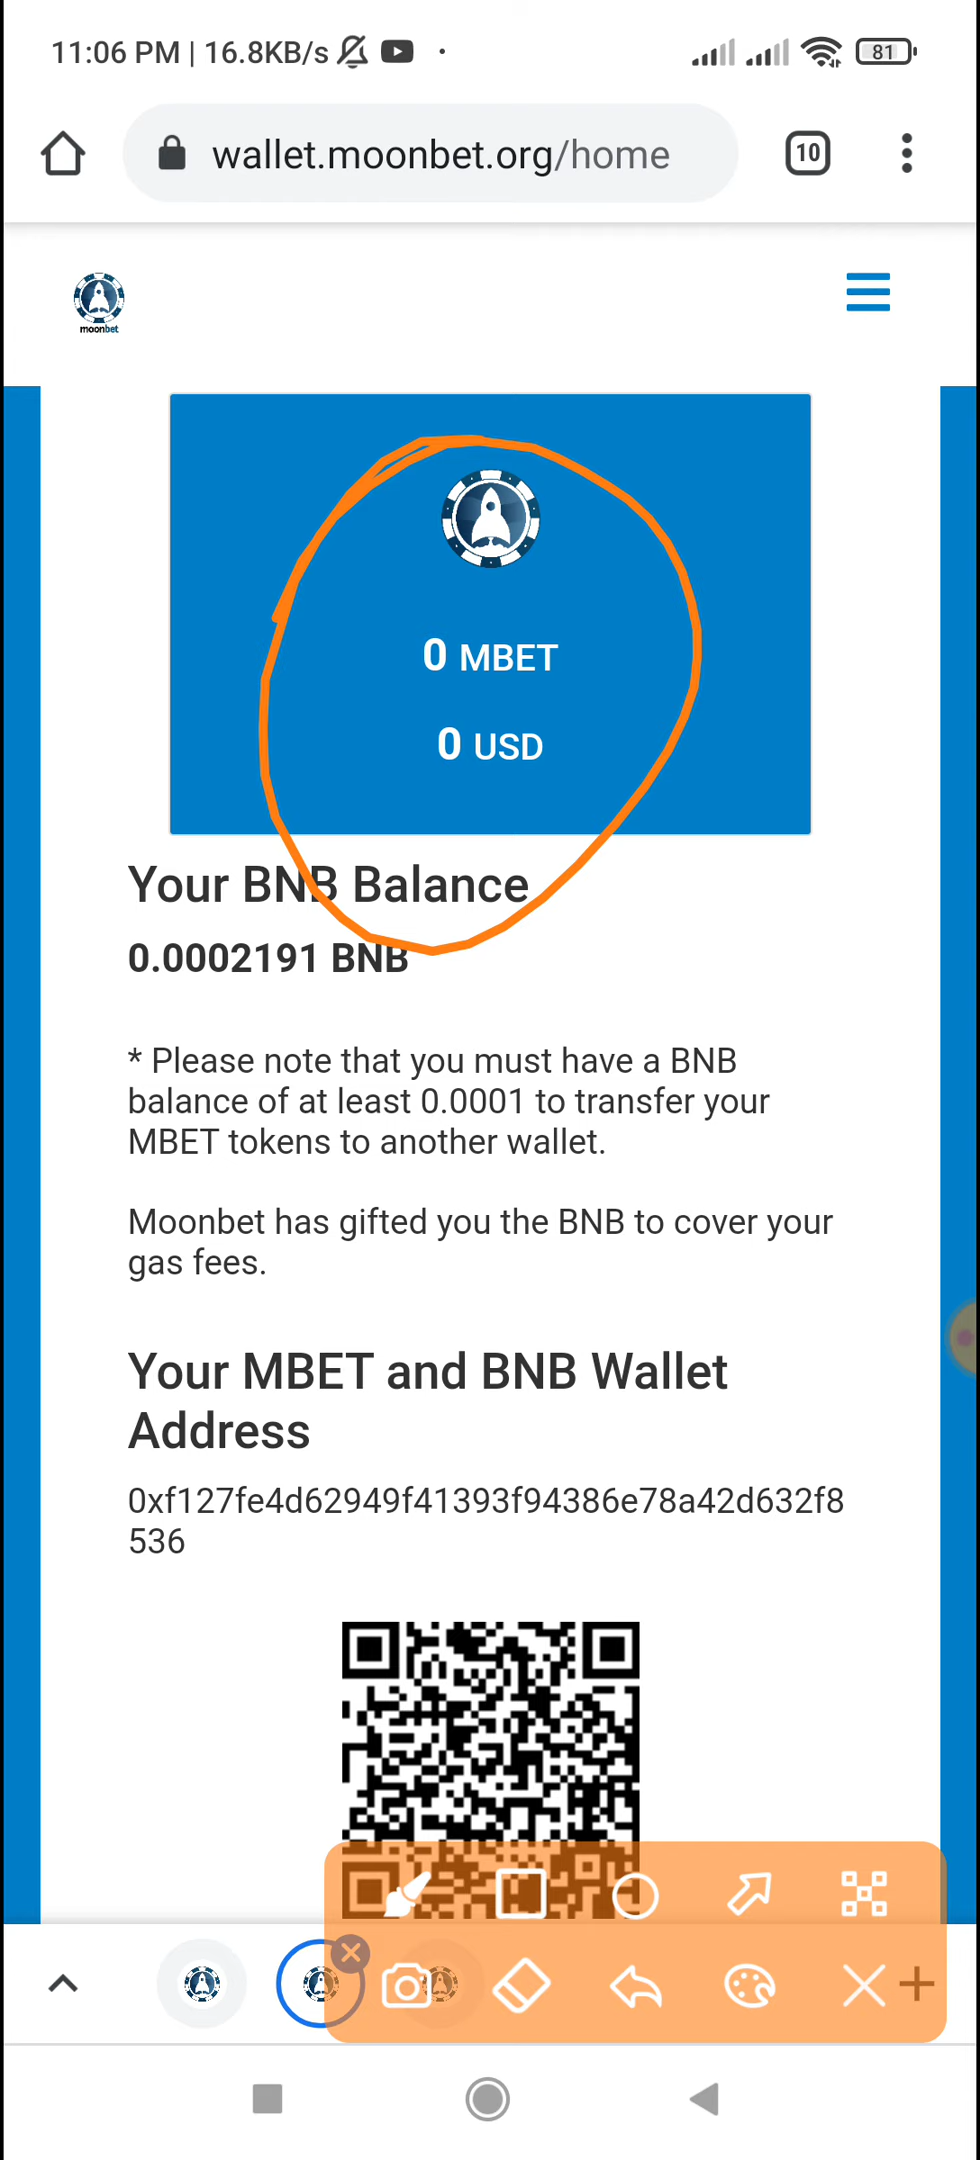 11:06 PM | 16.8KB/s
81
wallet.moonbet.org/home
10
moonbet
0 MBET
0 USD
Your BNB Balance
0.0002191 BNB
* Please note that you must have a BNB
balance of at least 0.0001 to transfer your
MBET tokens to another wallet.
Moonbet has gifted you the BNB to cover your
gas fees.
Your MBET and BNB Wallet
Address
0xf127fe4d62949f41393f94386e78a42d632f8
536